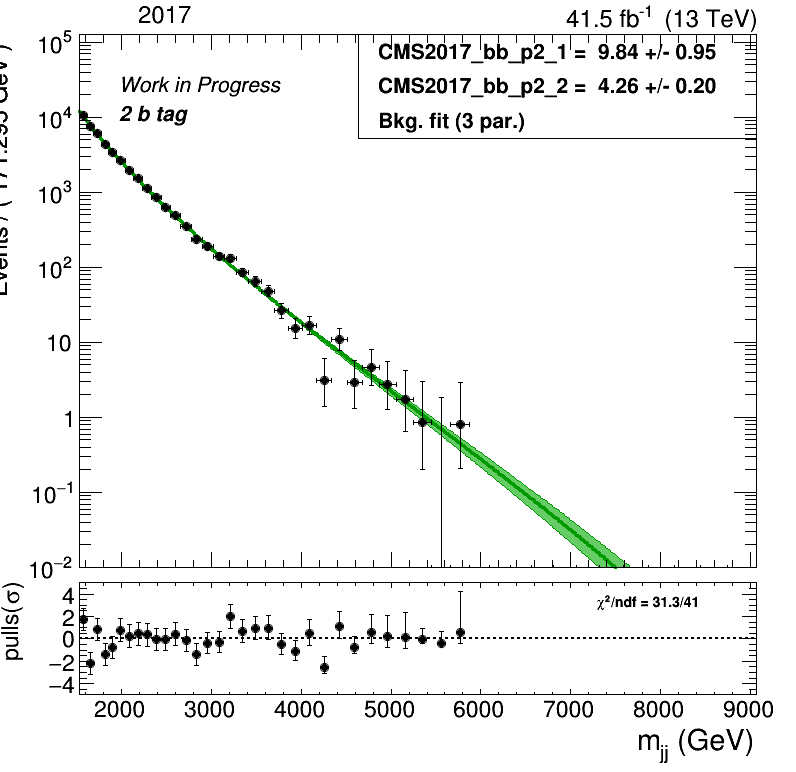 2017
41.5 fb⁻¹ (13 TeV)
CMS2017_bb_p2_1 = 9.84 +/- 0.95
CMS2017_bb_p2_2 = 4.26 +/- 0.20
Bkg. fit (3 par.)
Work in Progress
2 b tag
10⁵
10⁴
10³
10²
10
1
10⁻¹
10⁻²
χ²/ndf = 31.3/41
pulls(σ)
4
2
0
−2
−4
2000 3000 4000 5000 6000 7000 8000 9000
m_jj (GeV)